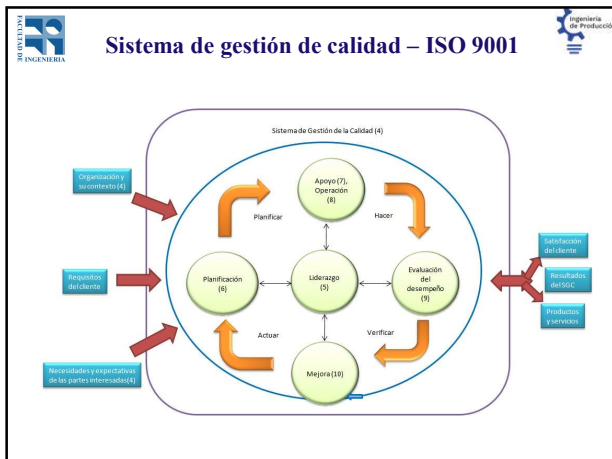 FACULTAD DE
INGENIERIA
Sistema de gestión de calidad – ISO 9001
Ingeniería
de Producció
Sistema de Gestión de la Calidad (4)
Organización y
su contexto (4)
Apoyo (7),
Operación
(8)
Planificar
Hacer
Requisitos
del cliente
Planificación
(6)
Liderazgo
(5)
Evaluación
del
desempeño
(9)
Satisfacción
del cliente
Resultados
del SGC
Productos
y servicios
Actuar
Verificar
Necesidades y expectativas
de las partes interesadas(4)
Mejora (10)